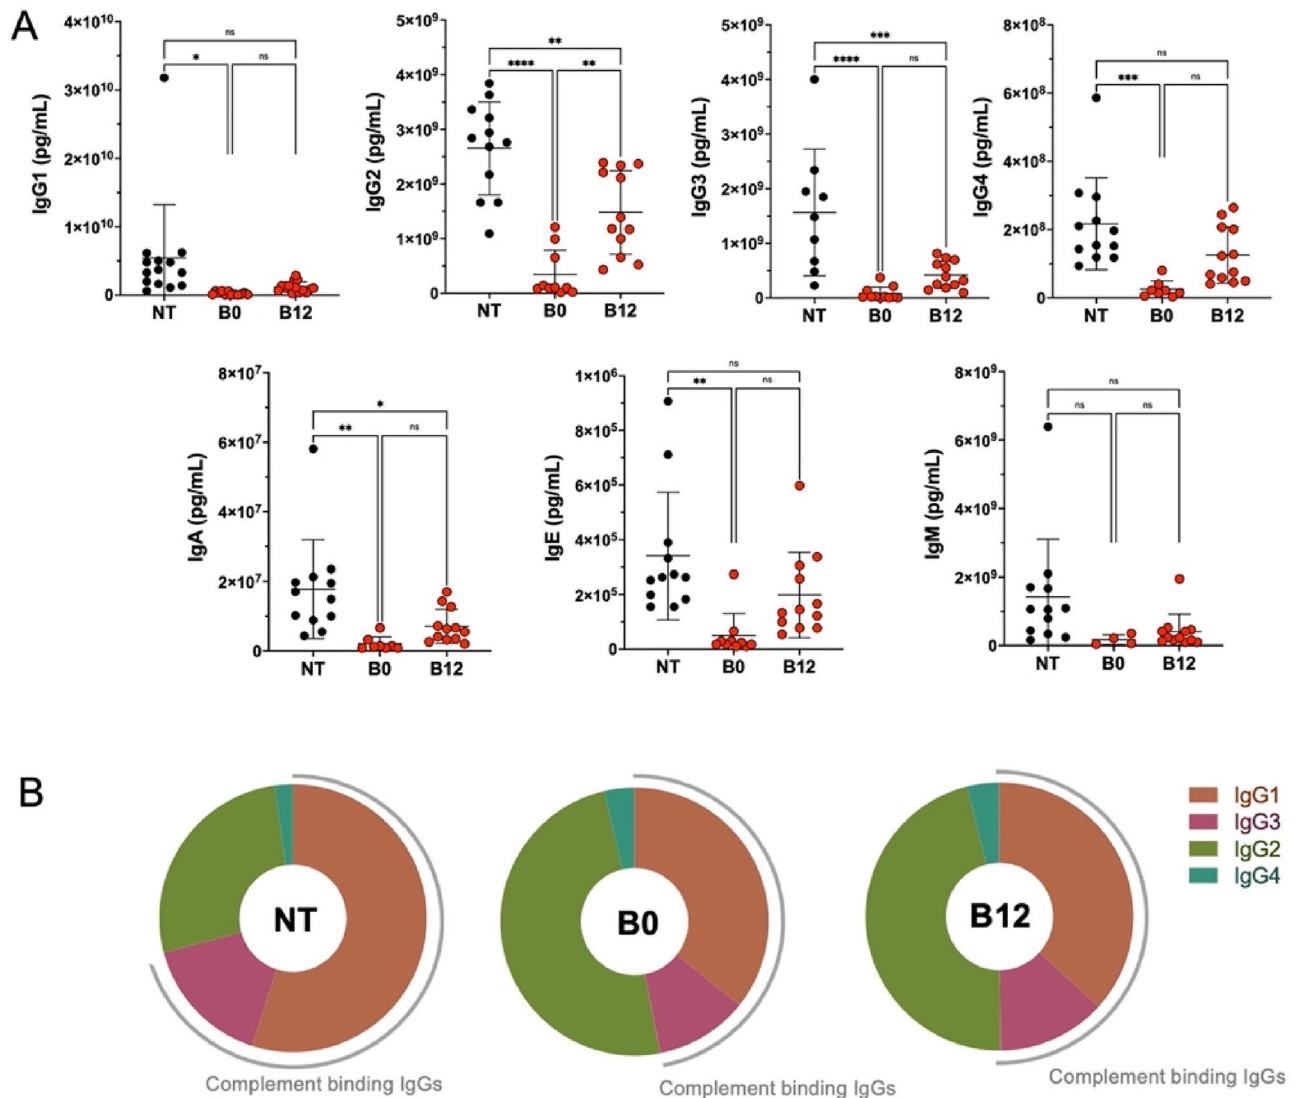 A
IgG1 (pg/mL)
4×10¹⁰
3×10¹⁰
2×10¹⁰
1×10¹⁰
0
ns
*
ns
NT B0 B12
IgG2 (pg/mL)
5×10⁹
4×10⁹
3×10⁹
2×10⁹
1×10⁹
0
**
****
**
NT B0 B12
IgG3 (pg/mL)
5×10⁹
4×10⁹
3×10⁹
2×10⁹
1×10⁹
0
***
****
ns
NT B0 B12
IgG4 (pg/mL)
8×10⁸
6×10⁸
4×10⁸
2×10⁸
0
ns
***
ns
NT B0 B12
IgA (pg/mL)
8×10⁷
6×10⁷
4×10⁷
2×10⁷
0
*
**
ns
NT B0 B12
IgE (pg/mL)
1×10⁶
8×10⁵
6×10⁵
4×10⁵
2×10⁵
0
ns
**
ns
NT B0 B12
IgM (pg/mL)
8×10⁹
6×10⁹
4×10⁹
2×10⁹
0
ns
ns
ns
NT B0 B12
B
NT
Complement binding IgGs
B0
Complement binding IgGs
B12
Complement binding IgGs
IgG1
IgG3
IgG2
IgG4